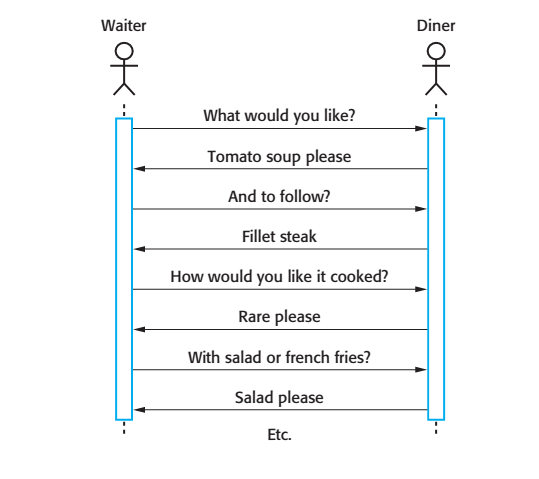 Waiter
Diner
What would you like?
Tomato soup please
And to follow?
Fillet steak
How would you like it cooked?
Rare please
With salad or french fries?
Salad please
Etc.